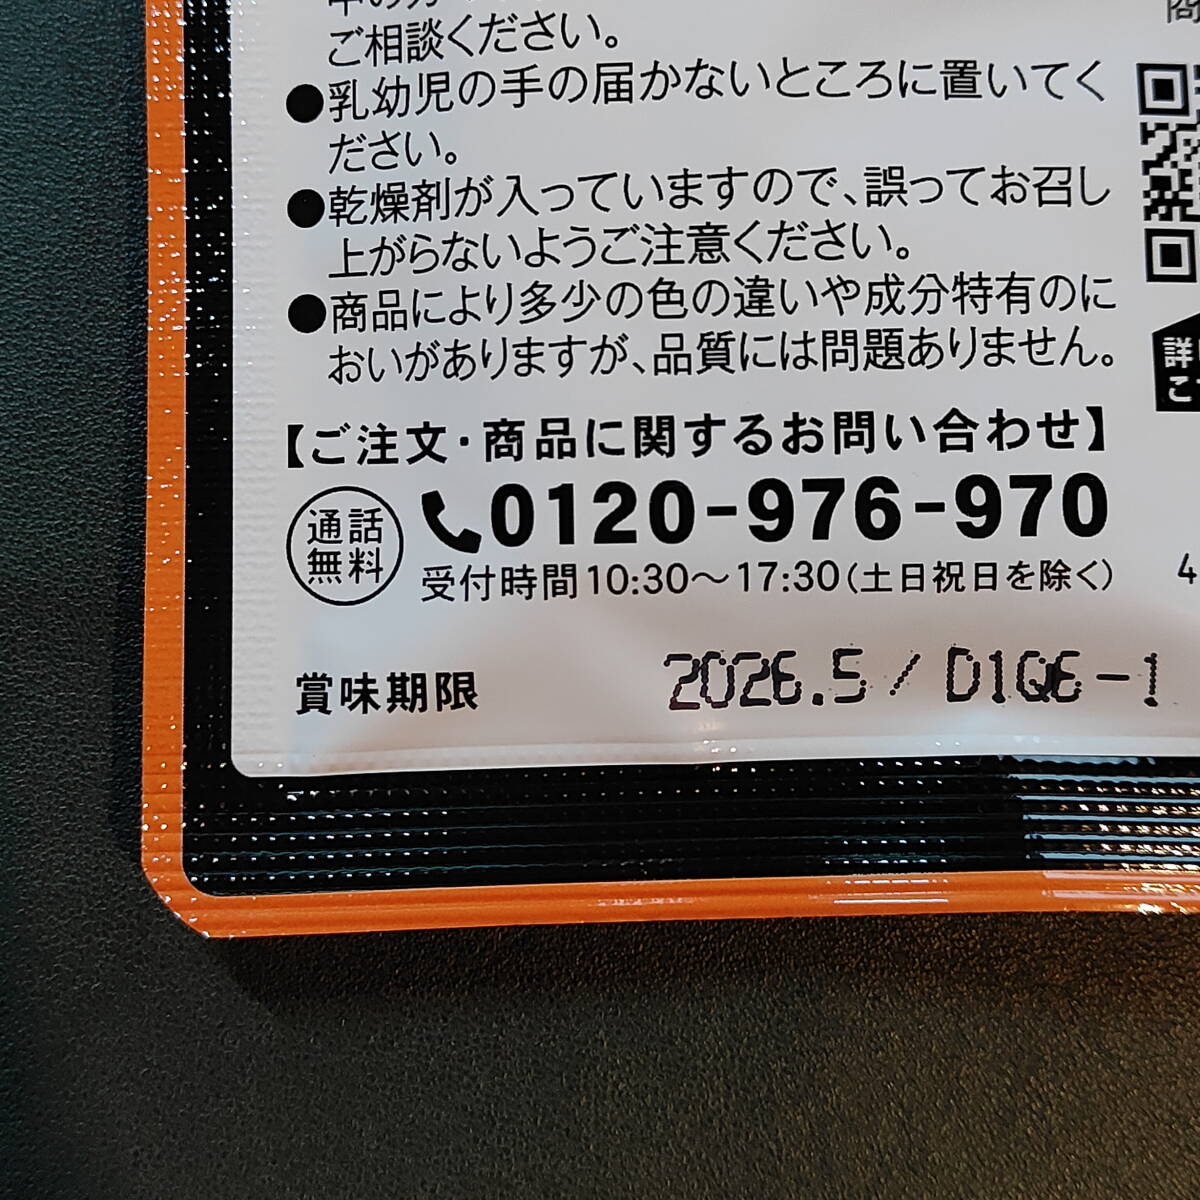 ご相談ください。
●乳幼児の手の届かないところに置いてく
ださい。
●乾燥剤が入っていますので、誤ってお召し
上がらないようご注意ください。
●商品により多少の色の違いや成分特有のに
おいがありますが、品質には問題ありません。
【ご注文・商品に関するお問い合わせ】
通話
無料
0120-976-970
受付時間10:30～17:30(土日祝日を除く)
賞味期限
2026.5/D1Q6-1
詳
こ
4